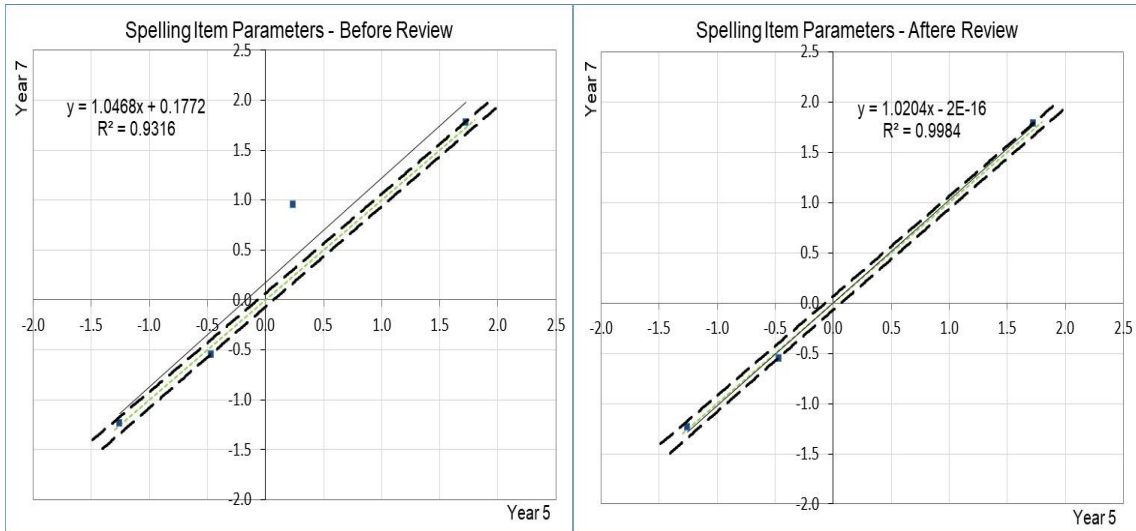 Spelling Item Parameters - Before Review
Year 7
2.5
2.0
1.5
1.0
0.5
0.0
-0.5
-1.0
-1.5
-2.0
y = 1.0468x + 0.1772
R² = 0.9316
-2.0 -1.5 -1.0 -0.5 0.0 0.5 1.0 1.5 2.0 2.5
Year 5
Spelling Item Parameters - Aftere Review
Year 7
2.5
2.0
1.5
1.0
0.5
0.0
-0.5
-1.0
-1.5
-2.0
y = 1.0204x - 2E-16
R² = 0.9984
-2.0 -1.5 -1.0 -0.5 0.0 0.5 1.0 1.5 2.0 2.5
Year 5